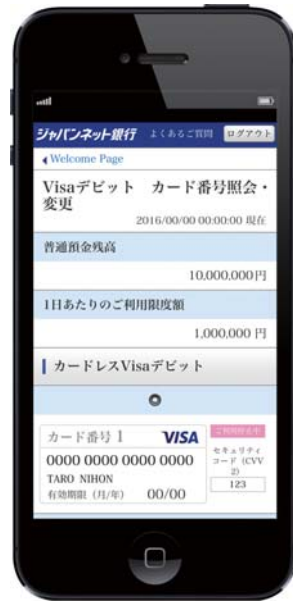 ジャパンネット銀行 よくあるご質問 ログアウト
Welcome Page
Visaデビット カード番号照会・
変更
2016/00/00 00:00:00 現在
普通預金残高
10,000,000円
1日あたりのご利用限度額
1,000,000 円
カードレスVisaデビット
カード番号 1 VISA
ご利用停止中
0000 0000 0000 0000
TARO NIHON
有効期限（月/年） 00/00
セキュリティ
コード（CVV
2）
123